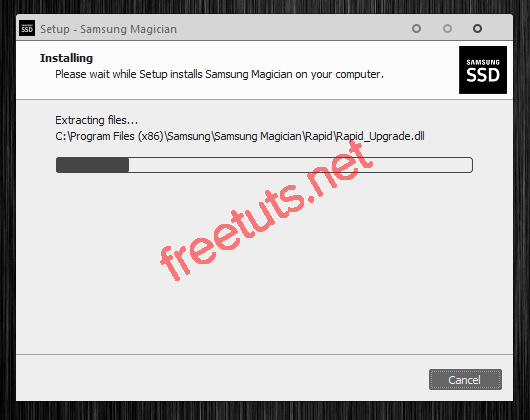 Setup - Samsung Magician
Installing
Please wait while Setup installs Samsung Magician on your computer.
SAMSUNG
SSD
Extracting files...
C:\Program Files (x86)\Samsung\Samsung Magician\Rapid\Rapid_Upgrade.dll
freetuts.net
Cancel